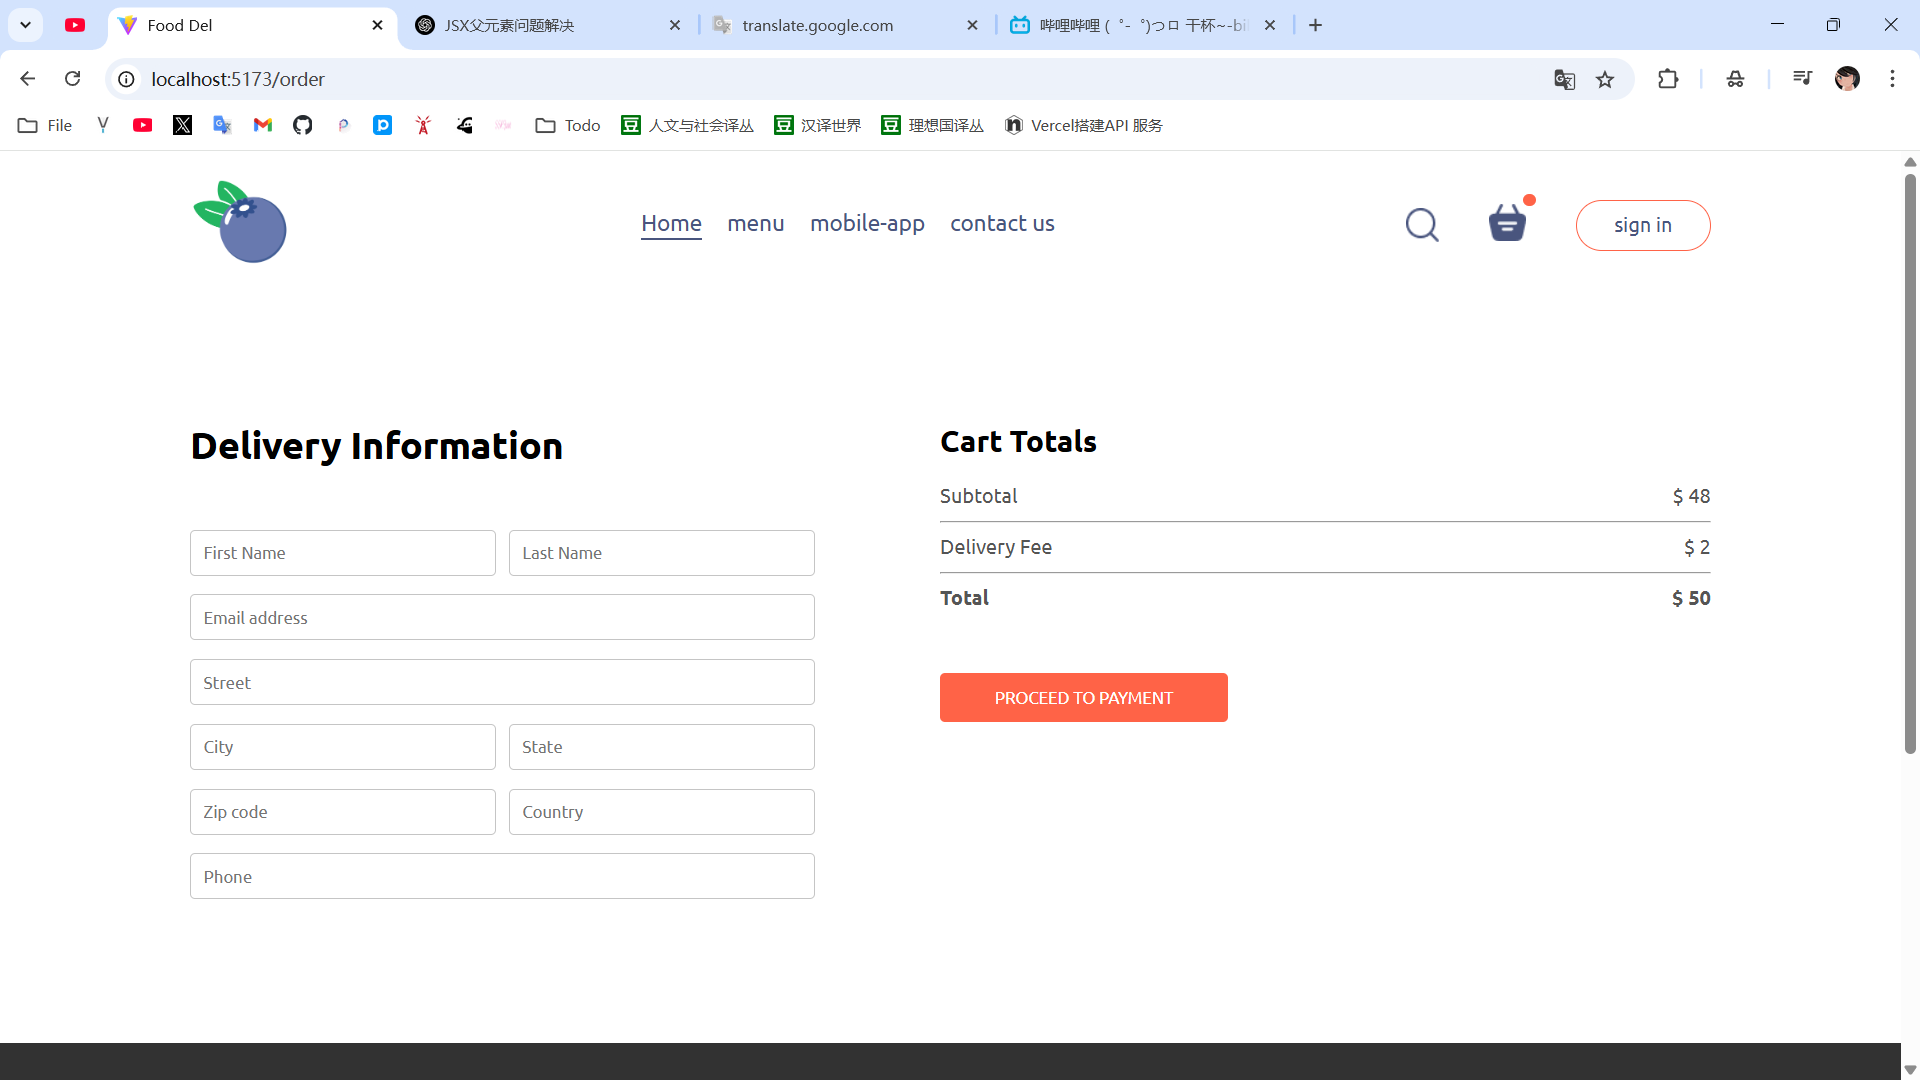 Food Del
JSX父元素问题解决
translate.google.com
哔哩哔哩 (゜-゜)つロ 干杯~-bil
localhost:5173/order
File
Todo
人文与社会译丛
汉译世界
理想国译丛
Vercel搭建API 服务
Home
menu
mobile-app
contact us
sign in
Delivery Information
First Name
Last Name
Email address
Street
City
State
Zip code
Country
Phone
Cart Totals
Subtotal
$ 48
Delivery Fee
$ 2
Total
$ 50
PROCEED TO PAYMENT